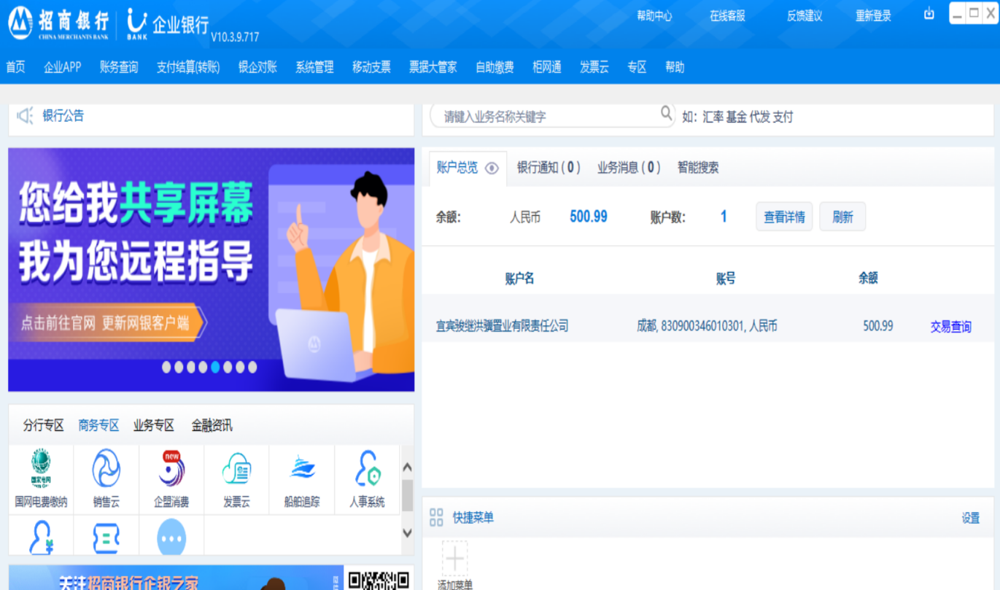 招商银行
CHINA MERCHANTS BANK
U
BANK
企业银行
V10.3.9.717
帮助中心 在线客服 反馈建议 重新登录
首页 企业APP 账务查询 支付结算(转账) 银企对账 系统管理 移动支票 票据大管家 自助缴费 柜网通 发票云 专区 帮助
银行公告
请键入业务名称关键字
如：汇率 基金 代发 支付
您给我共享屏幕
我为您远程指导
点击前往官网 更新网银客户端
账户总览 银行通知 ( 0 ) 业务消息 ( 0 ) 智能搜索
余额: 人民币 500.99 账户数: 1 查看详情 刷新
账户名 账号 余额
宜宾骏继洪骥置业有限责任公司 成都, 830900346010301, 人民币 500.99 交易查询
分行专区 商务专区 业务专区 金融资讯
国家电网
new
国网电费缴纳 销售云 企盟消费 发票云 船舶追踪 人事系统
快捷菜单 设置
添加菜单
关注招商银行企银之家